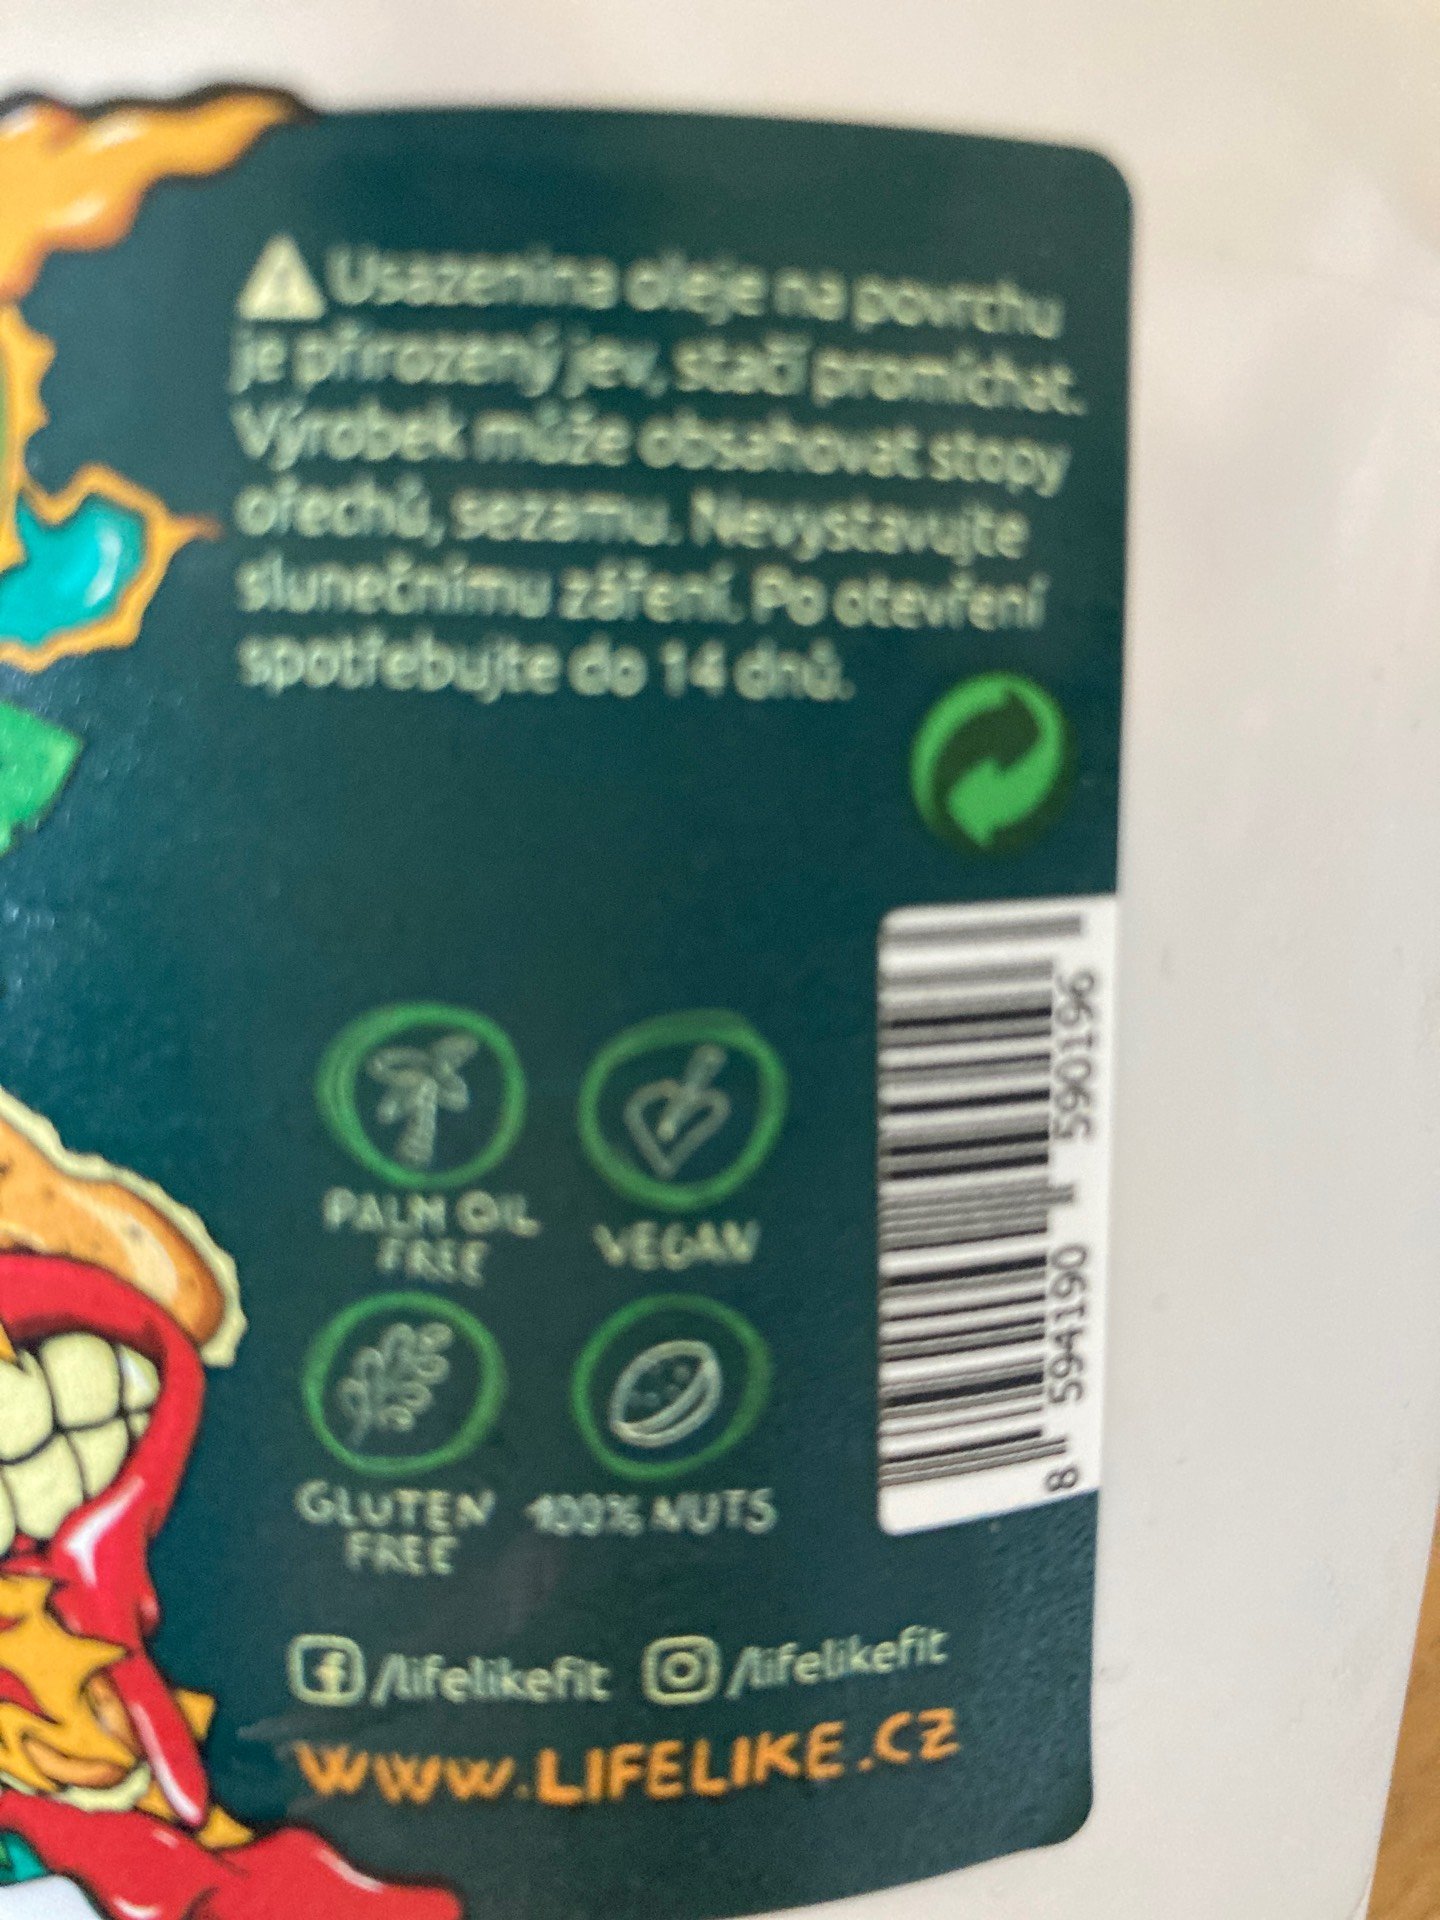 Usazenina oleje na povrchu
je přirozený jev, stačí promíchat.
Výrobek může obsahovat stopy
ořechů, sezamu. Nevystavujte
slunečnímu záření. Po otevření
spotřebujte do 14 dnů.
PALM OIL
FREE
VEGAN
GLUTEN
FREE
100% NUTS
8 594190 590196
/lifelikefit /lifelikefit
WWW.LIFELIKE.CZ